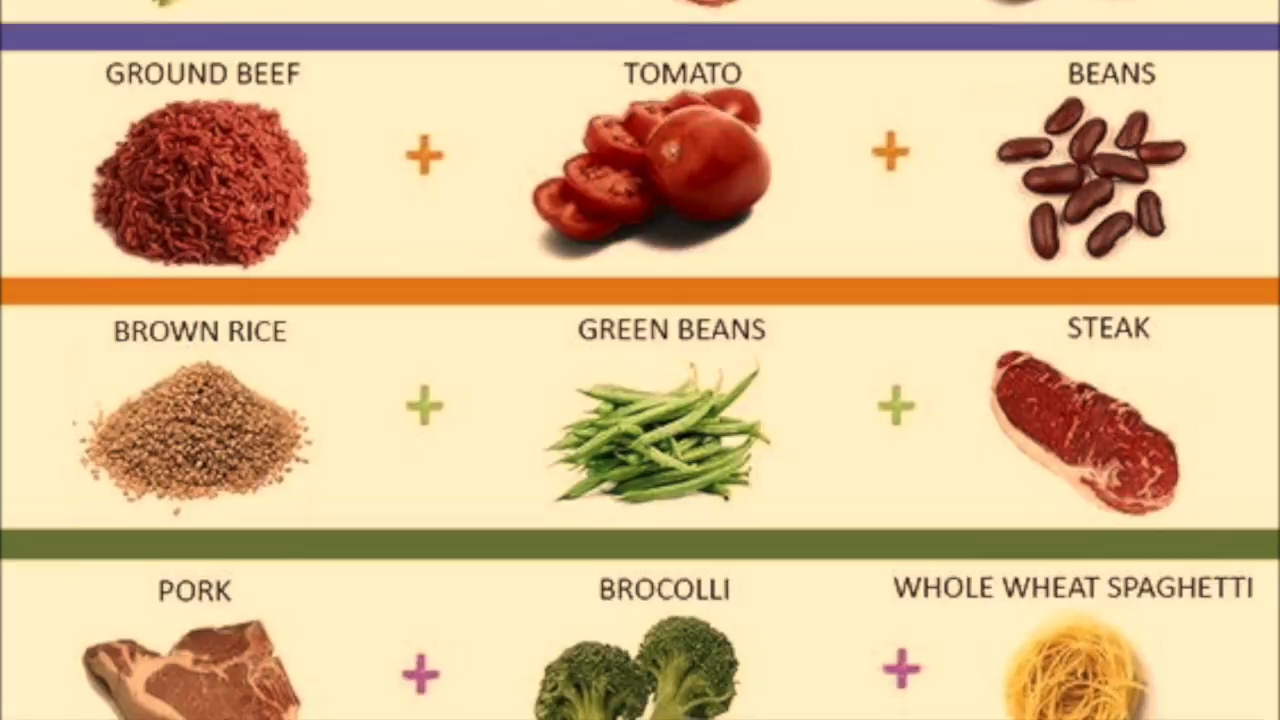 GROUND BEEF + TOMATO + BEANS
BROWN RICE + GREEN BEANS + STEAK
PORK + BROCOLLI + WHOLE WHEAT SPAGHETTI